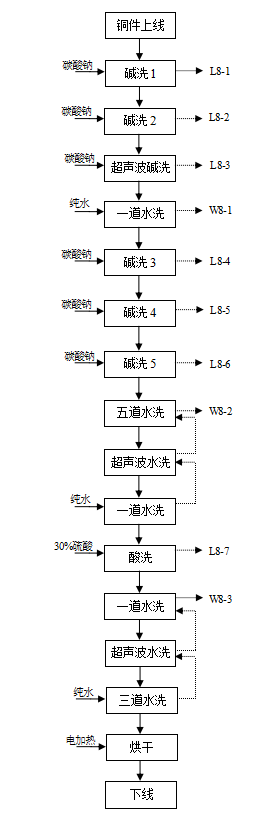 铜件上线
碳酸钠 碱洗 1 L8-1
碳酸钠 碱洗 2 L8-2
碳酸钠 超声波碱洗 L8-3
纯水 一道水洗 W8-1
碳酸钠 碱洗 3 L8-4
碳酸钠 碱洗 4 L8-5
碳酸钠 碱洗 5 L8-6
五道水洗 W8-2
超声波水洗
纯水 一道水洗
30%硫酸 酸洗 L8-7
一道水洗 W8-3
超声波水洗
纯水 三道水洗
电加热 烘干
下线